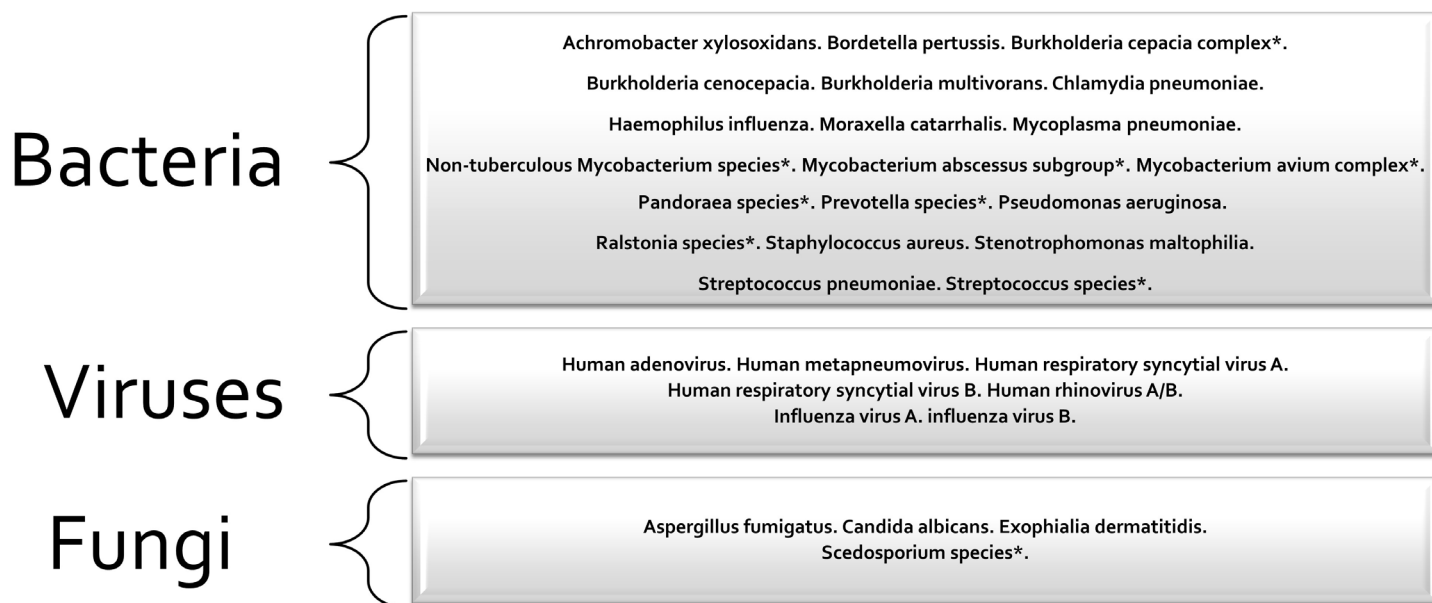 Bacteria
Achromobacter xylosoxidans. Bordetella pertussis. Burkholderia cepacia complex*.
Burkholderia cenocepacia. Burkholderia multivorans. Chlamydia pneumoniae.
Haemophilus influenza. Moraxella catarrhalis. Mycoplasma pneumoniae.
Non-tuberculous Mycobacterium species*. Mycobacterium abscessus subgroup*. Mycobacterium avium complex*.
Pandoraea species*. Prevotella species*. Pseudomonas aeruginosa.
Ralstonia species*. Staphylococcus aureus. Stenotrophomonas maltophilia.
Streptococcus pneumoniae. Streptococcus species*.
Viruses
Human adenovirus. Human metapneumovirus. Human respiratory syncytial virus A.
Human respiratory syncytial virus B. Human rhinovirus A/B.
Influenza virus A. influenza virus B.
Fungi
Aspergillus fumigatus. Candida albicans. Exophialia dermatitidis.
Scedosporium species*.